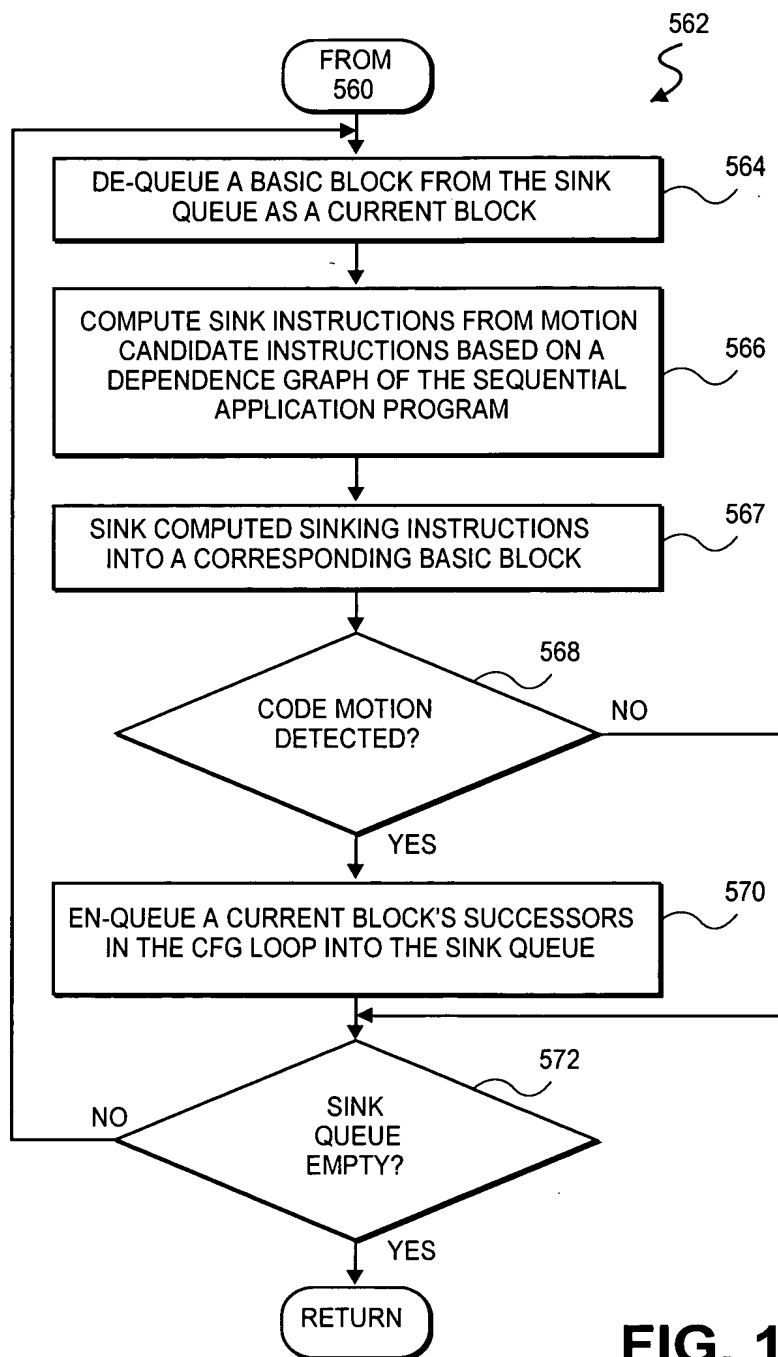 562
FROM
560
564
DE-QUEUE A BASIC BLOCK FROM THE SINK
QUEUE AS A CURRENT BLOCK
COMPUTE SINK INSTRUCTIONS FROM MOTION
CANDIDATE INSTRUCTIONS BASED ON A
DEPENDENCE GRAPH OF THE SEQUENTIAL
APPLICATION PROGRAM
566
SINK COMPUTED SINKING INSTRUCTIONS
INTO A CORRESPONDING BASIC BLOCK
567
568
CODE MOTION
DETECTED?
NO
YES
EN-QUEUE A CURRENT BLOCK'S SUCCESSORS
IN THE CFG LOOP INTO THE SINK QUEUE
570
572
SINK
QUEUE
EMPTY?
NO
YES
RETURN
FIG. 1